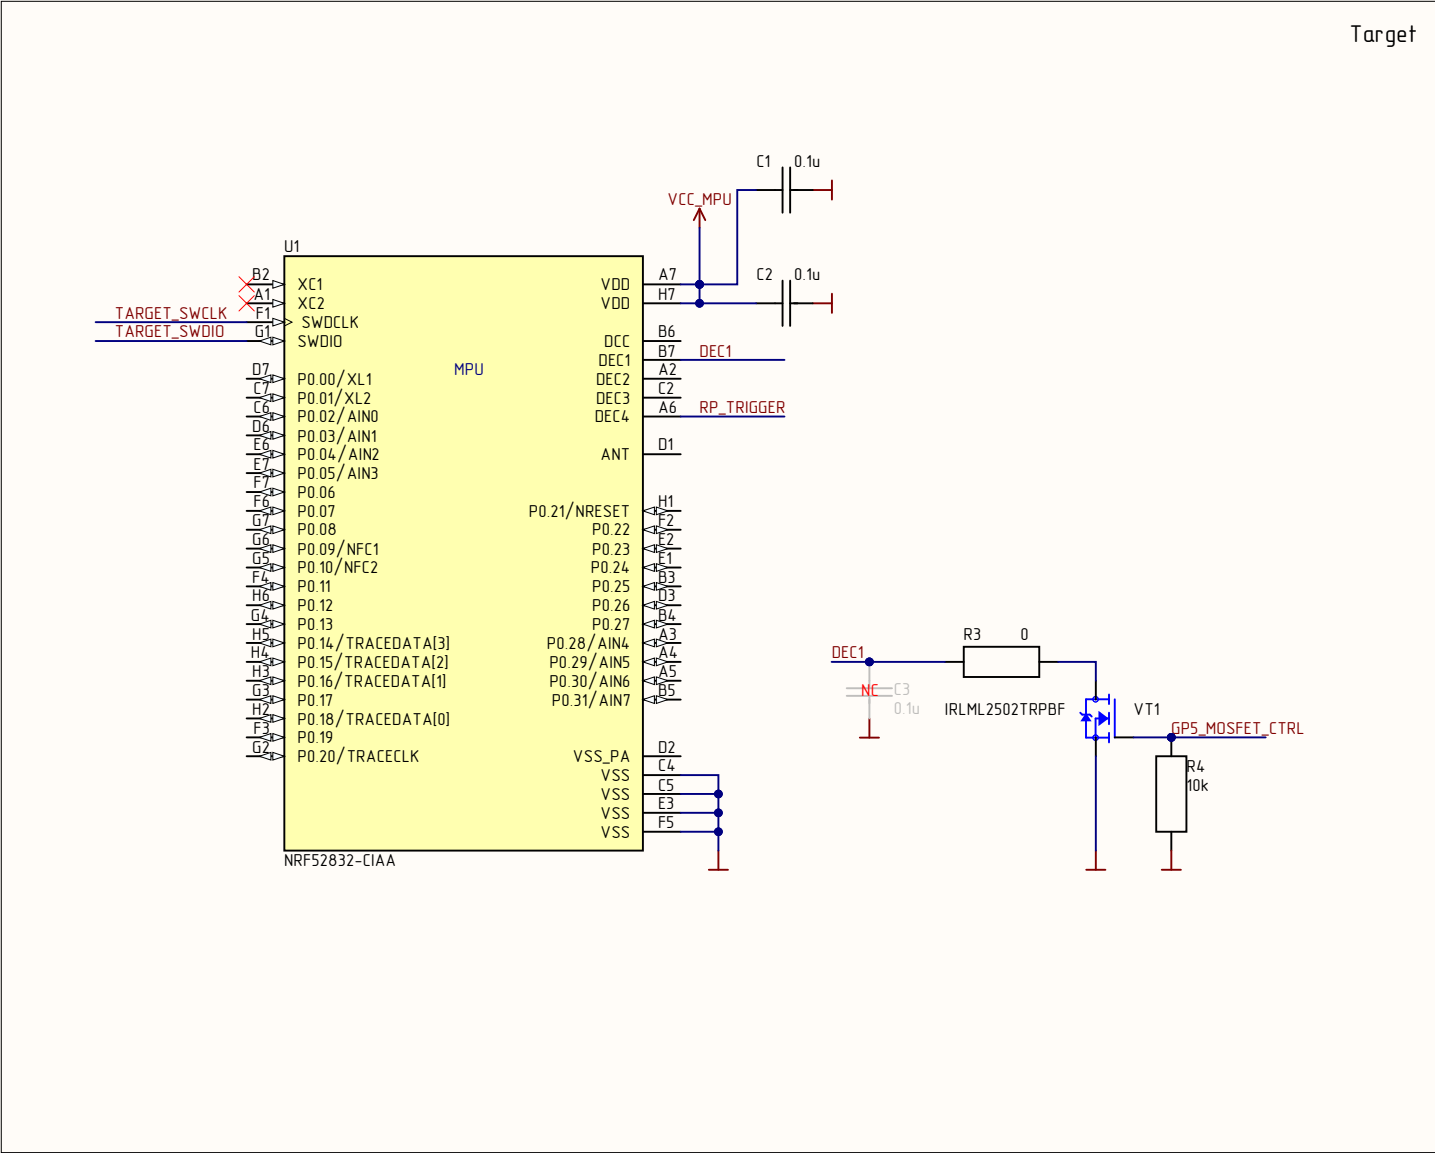 Target
C1 0.1u
VCC_MPU
U1
C2 0.1u
B2 XC1 VDD A7
A1 XC2 VDD H7
TARGET_SWCLK F1 SWDCLK
TARGET_SWDIO G1 SWDIO DCC B6
DEC1 B7 DEC1
MPU
D7 P0.00/XL1 DEC2 A2
C7 P0.01/XL2 DEC3 C2
C6 P0.02/AIN0 DEC4 A6 RP_TRIGGER
D6 P0.03/AIN1
E6 P0.04/AIN2 ANT D1
E7 P0.05/AIN3
F7 P0.06
F6 P0.07 P0.21/NRESET H1
G7 P0.08 P0.22 F2
G6 P0.09/NFC1 P0.23 E2
G5 P0.10/NFC2 P0.24 E1
F4 P0.11 P0.25 B3
H6 P0.12 P0.26 D3
G4 P0.13 P0.27 B4
H5 P0.14/TRACEDATA[3] P0.28/AIN4 A3
H4 P0.15/TRACEDATA[2] P0.29/AIN5 A4
H3 P0.16/TRACEDATA[1] P0.30/AIN6 A5
G3 P0.17 P0.31/AIN7 B5
H2 P0.18/TRACEDATA[0]
F3 P0.19
G2 P0.20/TRACECLK VSS_PA D2
VSS C4
VSS C5
VSS E3
VSS F5
NRF52832-CIAA
R3 0
DEC1
NC C3
0.1u
IRLML2502TRPBF VT1
GP5_MOSFET_CTRL
R4
10k